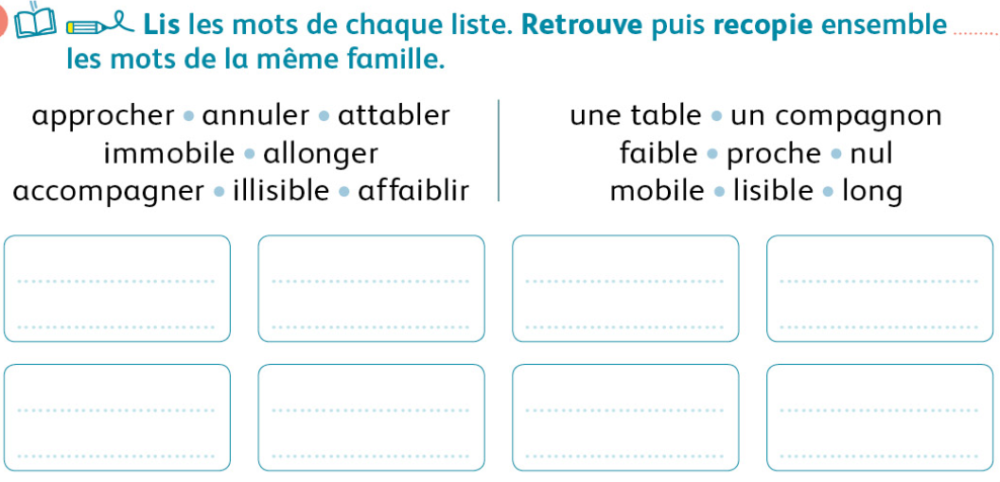 Lis les mots de chaque liste. Retrouve puis recopie ensemble
les mots de la même famille.
approcher • annuler • attabler
immobile • allonger
accompagner • illisible • affaiblir
une table • un compagnon
faible • proche • nul
mobile • lisible • long